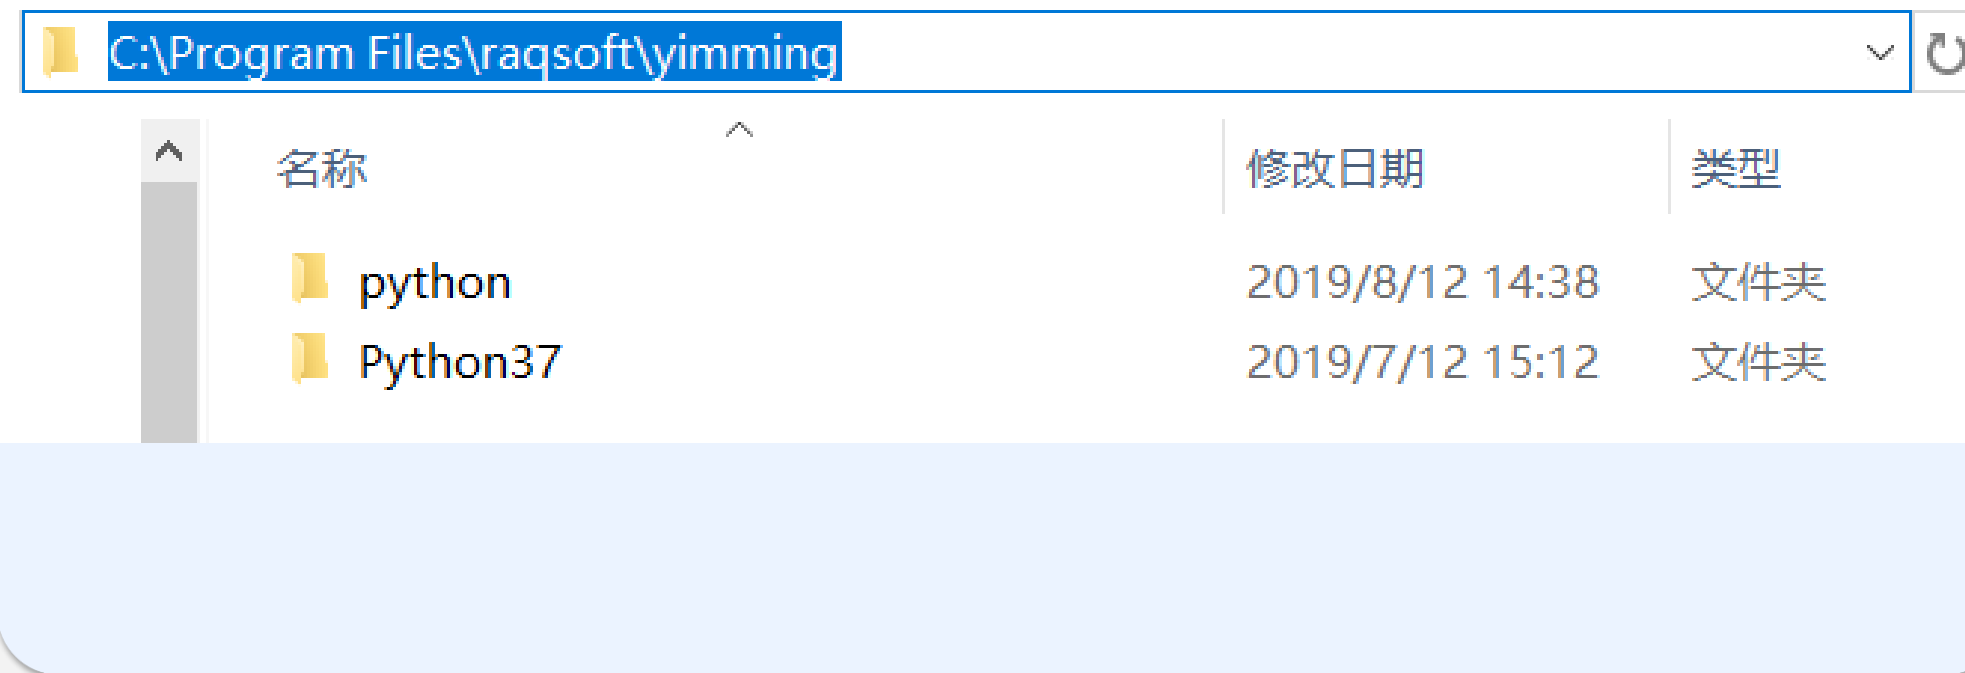 C:\Program Files\raqsoft\yimming
名称 修改日期 类型
python 2019/8/12 14:38 文件夹
Python37 2019/7/12 15:12 文件夹